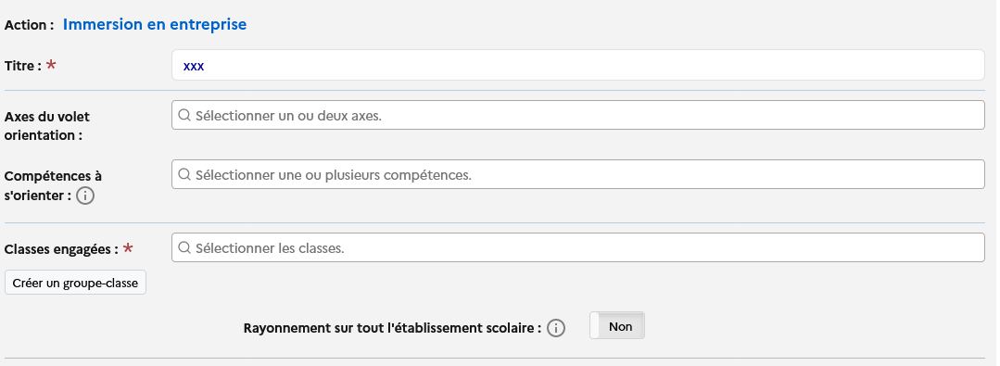 Action : Immersion en entreprise
Titre : * xxx
Axes du volet orientation : Sélectionner un ou deux axes.
Compétences à s'orienter : Sélectionner une ou plusieurs compétences.
Classes engagées : * Sélectionner les classes.
Créer un groupe-classe
Rayonnement sur tout l'établissement scolaire : Non